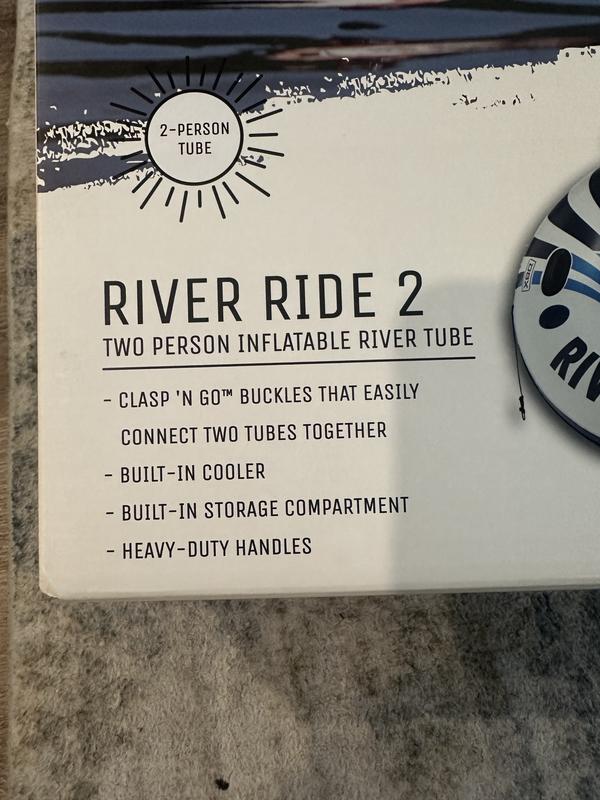 2-PERSON
TUBE
RIVER RIDE 2
TWO PERSON INFLATABLE RIVER TUBE
- CLASP 'N GO™ BUCKLES THAT EASILY
CONNECT TWO TUBES TOGETHER
- BUILT-IN COOLER
- BUILT-IN STORAGE COMPARTMENT
- HEAVY-DUTY HANDLES
RIV